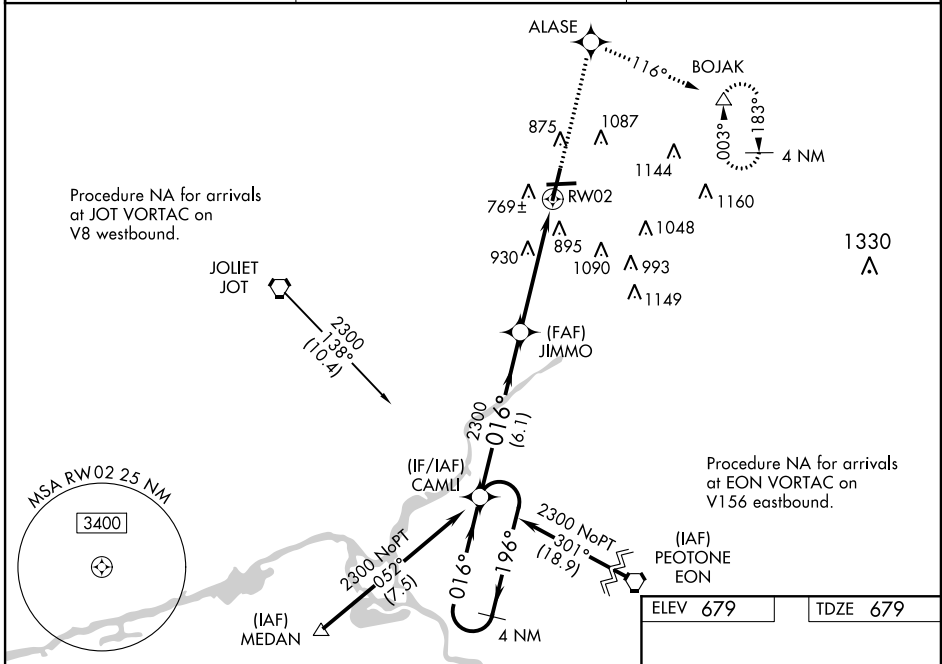 ALASE
116°
BOJAK
003°
183°
4 NM
875
1087
1144
1160
769±
RW02
895
1048
930
1090
993
1149
1330
Procedure NA for arrivals
at JOT VORTAC on
V8 westbound.
JOLIET
JOT
2300
138°
(10.4)
(FAF)
JIMMO
2300
016°
(6.1)
(IF/IAF)
CAMLI
Procedure NA for arrivals
at EON VORTAC on
V156 eastbound.
MSA RW02 25 NM
3400
2300 NoPT
052°
(7.5)
016°
196°
4 NM
2300 NoPT
301°
(18.9)
(IAF)
PEOTONE
EON
(IAF)
MEDAN
ELEV 679
TDZE 679